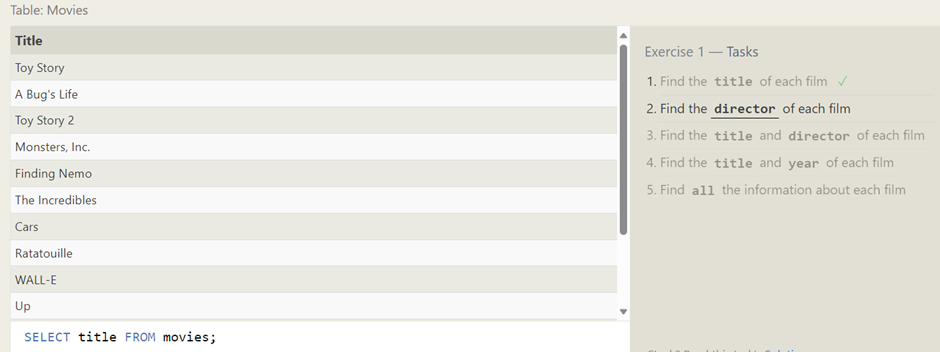 Table: Movies
Title
Toy Story
A Bug's Life
Toy Story 2
Monsters, Inc.
Finding Nemo
The Incredibles
Cars
Ratatouille
WALL-E
Up
SELECT title FROM movies;
Exercise 1 — Tasks
1. Find the title of each film ✓
2. Find the director of each film
3. Find the title and director of each film
4. Find the title and year of each film
5. Find all the information about each film